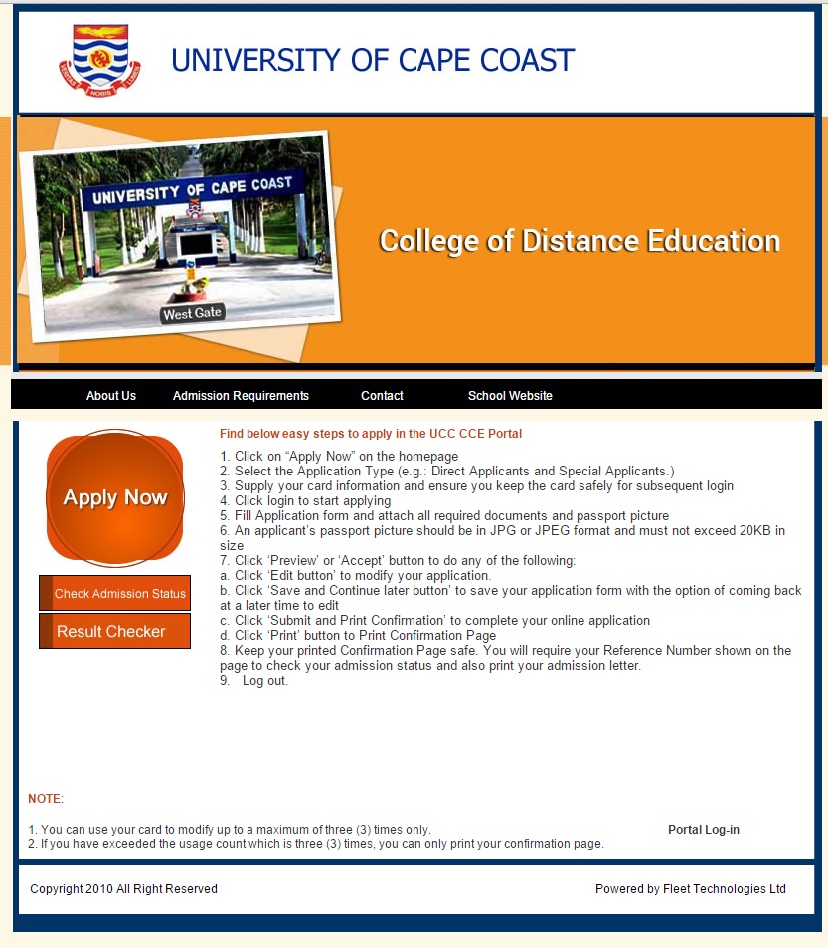 UNIVERSITY OF CAPE COAST
VERITAS NOBIS LUMEN
UNIVERSITY OF CAPE COAST
West Gate
West Gate
College of Distance Education
About Us Admission Requirements Contact School Website
Apply Now
Check Admission Status
Result Checker
Find below easy steps to apply in the UCC CCE Portal
1. Click on “Apply Now” on the homepage
2. Select the Application Type (e.g.: Direct Applicants and Special Applicants.)
3. Supply your card information and ensure you keep the card safely for subsequent login
4. Click login to start applying
5. Fill Application form and attach all required documents and passport picture
6. An applicant’s passport picture should be in JPG or JPEG format and must not exceed 20KB in
size
7. Click ‘Preview’ or ‘Accept’ button to do any of the following:
a. Click ‘Edit button’ to modify your application.
b. Click ‘Save and Continue later button’ to save your application form with the option of coming back
at a later time to edit
c. Click ‘Submit and Print Confirmation’ to complete your online application
d. Click ‘Print’ button to Print Confirmation Page
8. Keep your printed Confirmation Page safe. You will require your Reference Number shown on the
page to check your admission status and also print your admission letter.
9. Log out.
NOTE:
1. You can use your card to modify up to a maximum of three (3) times only.
2. If you have exceeded the usage count which is three (3) times, you can only print your confirmation page.
Portal Log-in
Copyright 2010 All Right Reserved
Powered by Fleet Technologies Ltd